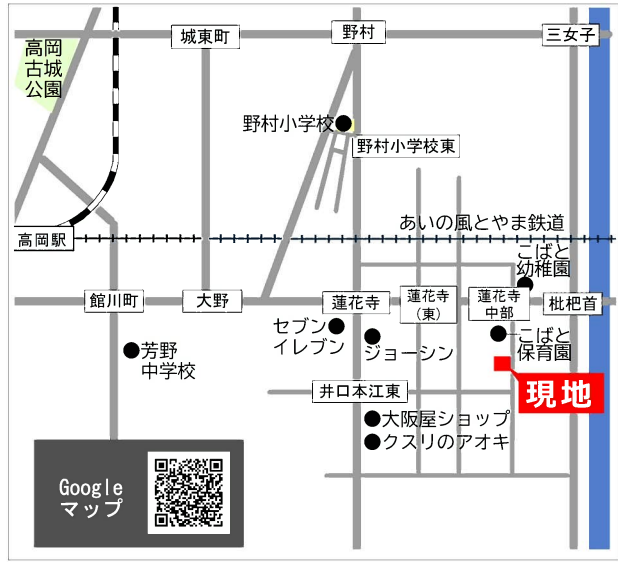 高岡
古城
公園
城東町
野村
三女子
野村小学校
野村小学校東
あいの風とやま鉄道
高岡駅
こばと
幼稚園
館川町
大野
蓮花寺
蓮花寺
(東)
蓮花寺
中部
枇杷首
セブン
イレブン
ジョーシン
こばと
保育園
芳野
中学校
現地
井口本江東
大阪屋ショップ
クスリのアオキ
Google
マップ